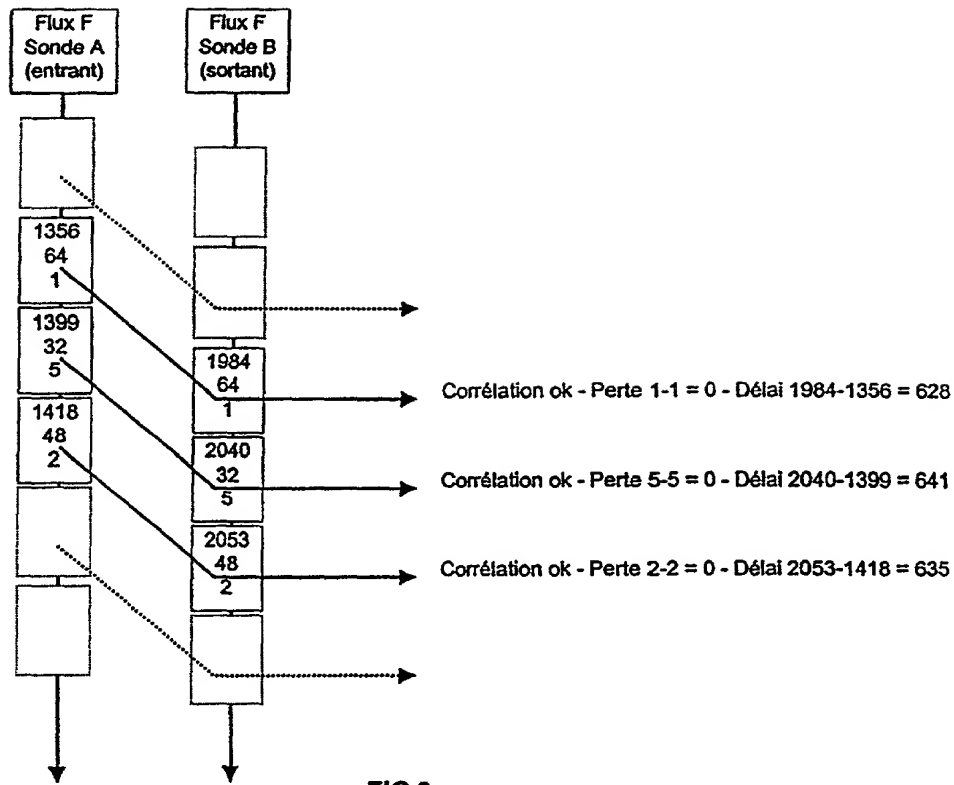 Flux F
Sonde A
(entrant)
Flux F
Sonde B
(sortant)
1356
64
1
1399
32
5
1418
48
2
1984
64
1
2040
32
5
2053
48
2
Corrélation ok - Perte 1-1 = 0 - Délai 1984-1356 = 628
Corrélation ok - Perte 5-5 = 0 - Délai 2040-1399 = 641
Corrélation ok - Perte 2-2 = 0 - Délai 2053-1418 = 635